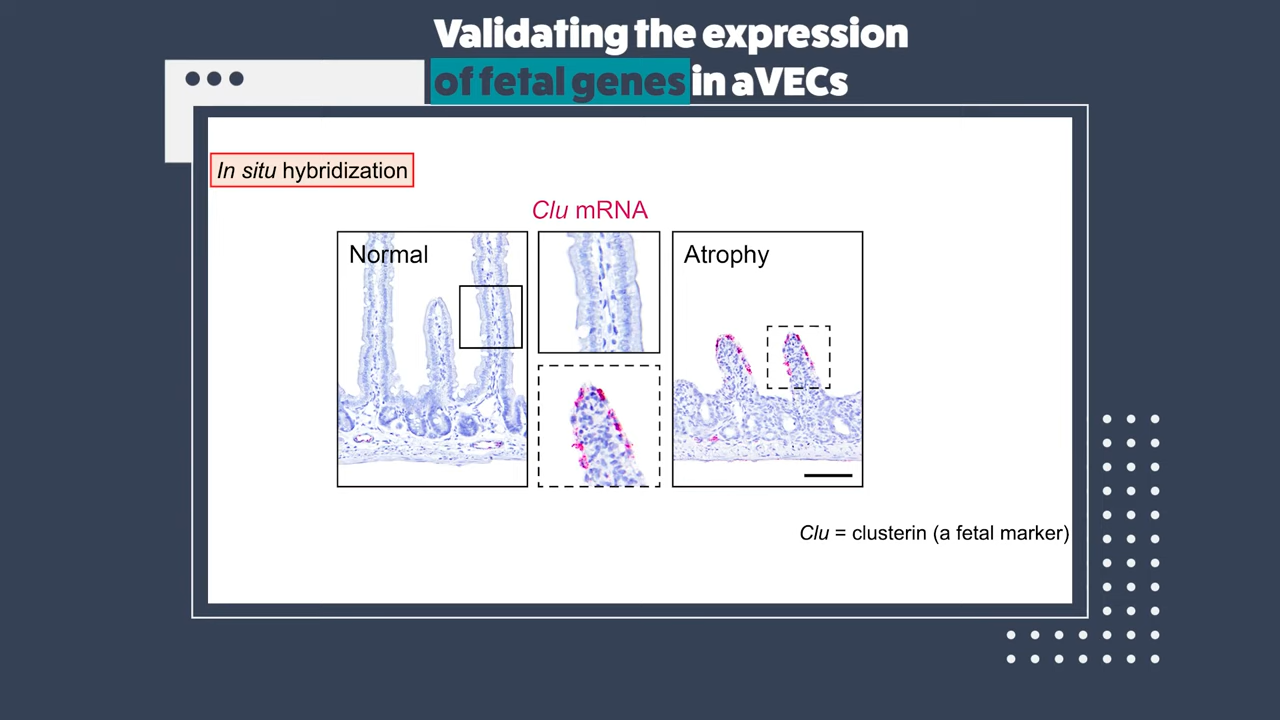 Validating the expression
of fetal genes in aVECs
In situ hybridization
Clu mRNA
Normal
Atrophy
Clu = clusterin (a fetal marker)